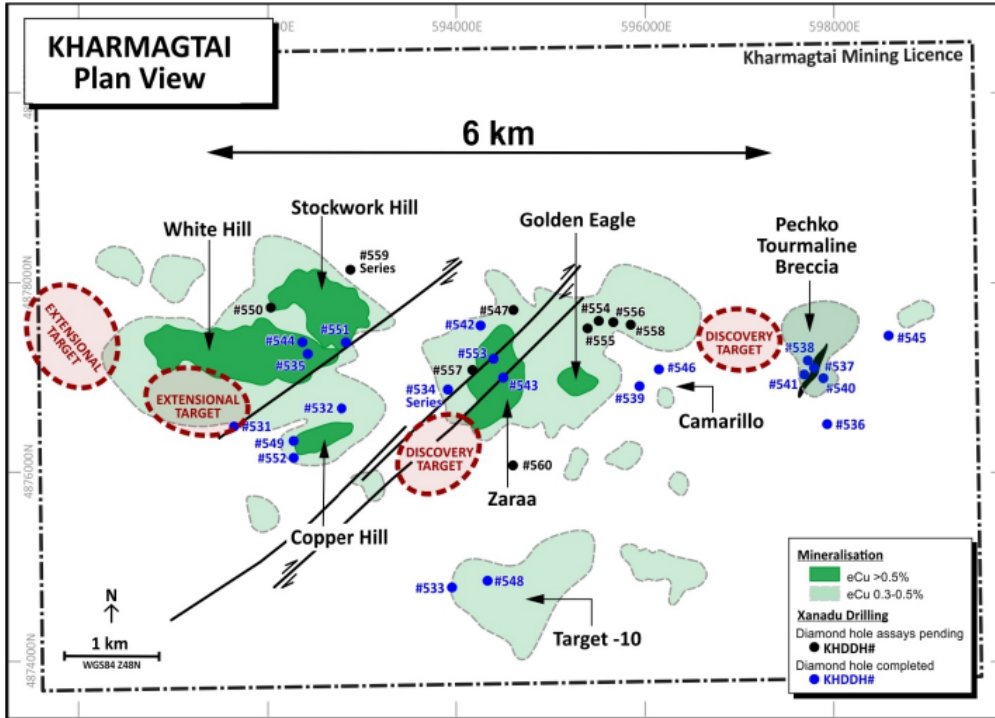 KHARMAGTAI
Plan View
594000E
596000E
598000E
Kharmagtai Mining Licence
6 km
Stockwork Hill
White Hill
Golden Eagle
Pechko
Tourmaline
Breccia
#559
Series
4878000N
#550
#547
#554
#556
#555
#558
#542
#551
#544
#535
#553
#557
#534
Series
#543
#546
#539
#538
#537
#541
#540
#545
#536
EXTENSIONAL
TARGET
EXTENSIONAL
TARGET
DISCOVERY
TARGET
DISCOVERY
TARGET
#532
#531
#549
#552
Camarillo
#560
Zaraa
4876000N
Copper Hill
#533
#548
Target -10
N
1 km
WGS84 Z48N
4874000N
Mineralisation
eCu >0.5%
eCu 0.3-0.5%
Xanadu Drilling
Diamond hole assays pending
KHDDH#
Diamond hole completed
KHDDH#